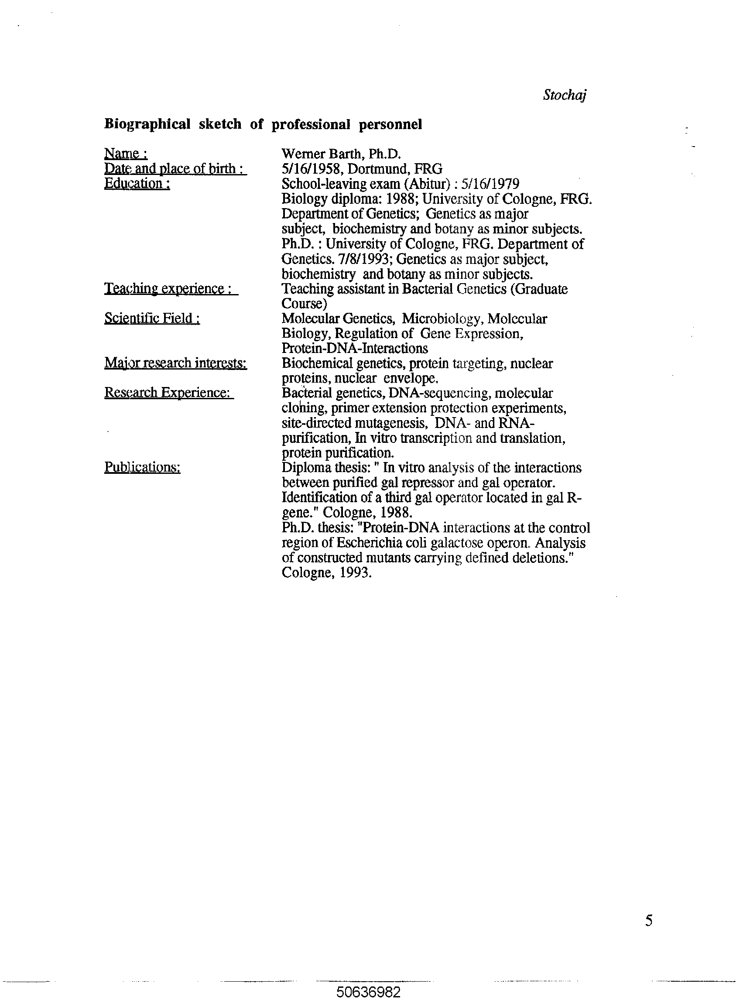 Stochaj
Biographical sketch of professional personnel
Name : Werner Barth, Ph.D.
Date and place of birth : 5/16/1958, Dortmund, FRG
Education : School-leaving exam (Abitur) : 5/16/1979
Biology diploma: 1988; University of Cologne, FRG.
Department of Genetics; Genetics as major
subject, biochemistry and botany as minor subjects.
Ph.D. : University of Cologne, FRG. Department of
Genetics. 7/8/1993; Genetics as major subject,
biochemistry and botany as minor subjects.
Teaching experience : Teaching assistant in Bacterial Genetics (Graduate
Course)
Scientific Field : Molecular Genetics, Microbiology, Molecular
Biology, Regulation of Gene Expression,
Protein-DNA-Interactions
Major research interests: Biochemical genetics, protein targeting, nuclear
proteins, nuclear envelope.
Research Experience: Bacterial genetics, DNA-sequencing, molecular
cloning, primer extension protection experiments,
site-directed mutagenesis, DNA- and RNA-
purification, In vitro transcription and translation,
protein purification.
Publications: Diploma thesis: " In vitro analysis of the interactions
between purified gal repressor and gal operator.
Identification of a third gal operator located in gal R-
gene." Cologne, 1988.
Ph.D. thesis: "Protein-DNA interactions at the control
region of Escherichia coli galactose operon. Analysis
of constructed mutants carrying defined deletions."
Cologne, 1993.
5
50636982